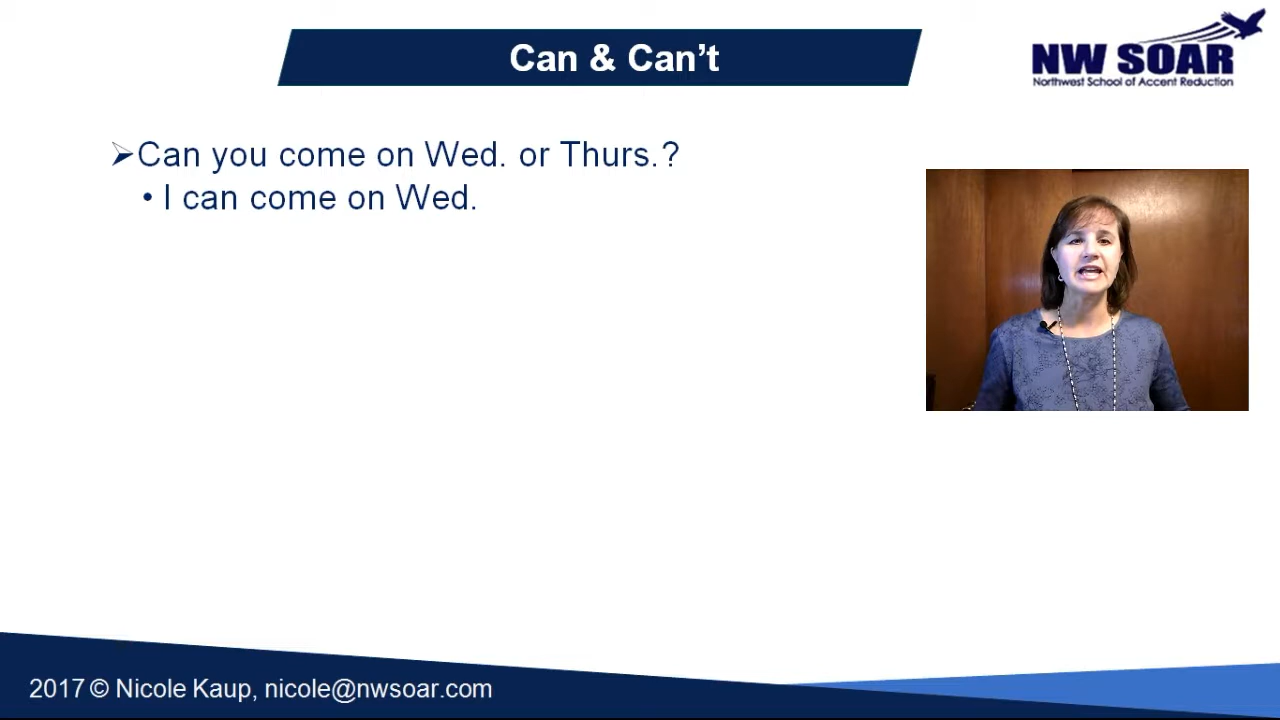 Can & Can't
NW SOAR
Northwest School of Accent Reduction
➢Can you come on Wed. or Thurs.?
• I can come on Wed.
2017 © Nicole Kaup, nicole@nwsoar.com